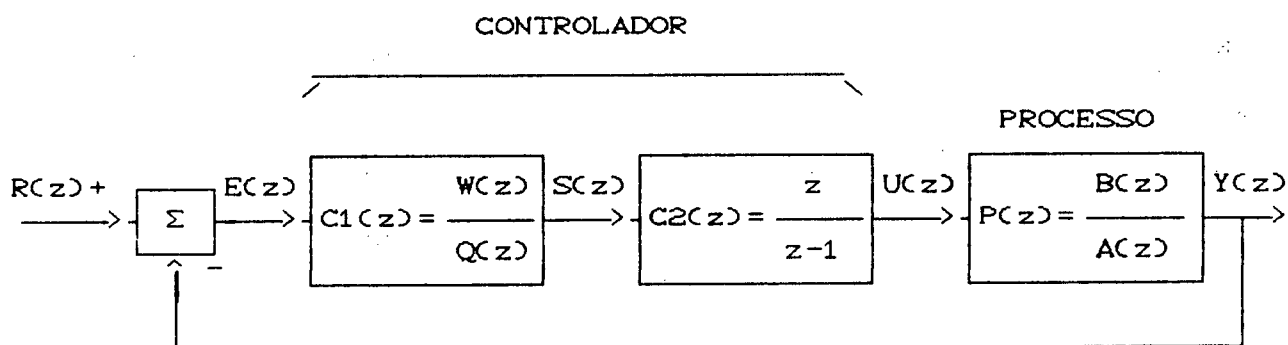 CONTROLADOR
PROCESSO
R(z) +
Σ
-
E(z)
C1(z)= W(z) / Q(z)
S(z)
C2(z)= z / z-1
U(z)
P(z)= B(z) / A(z)
Y(z)